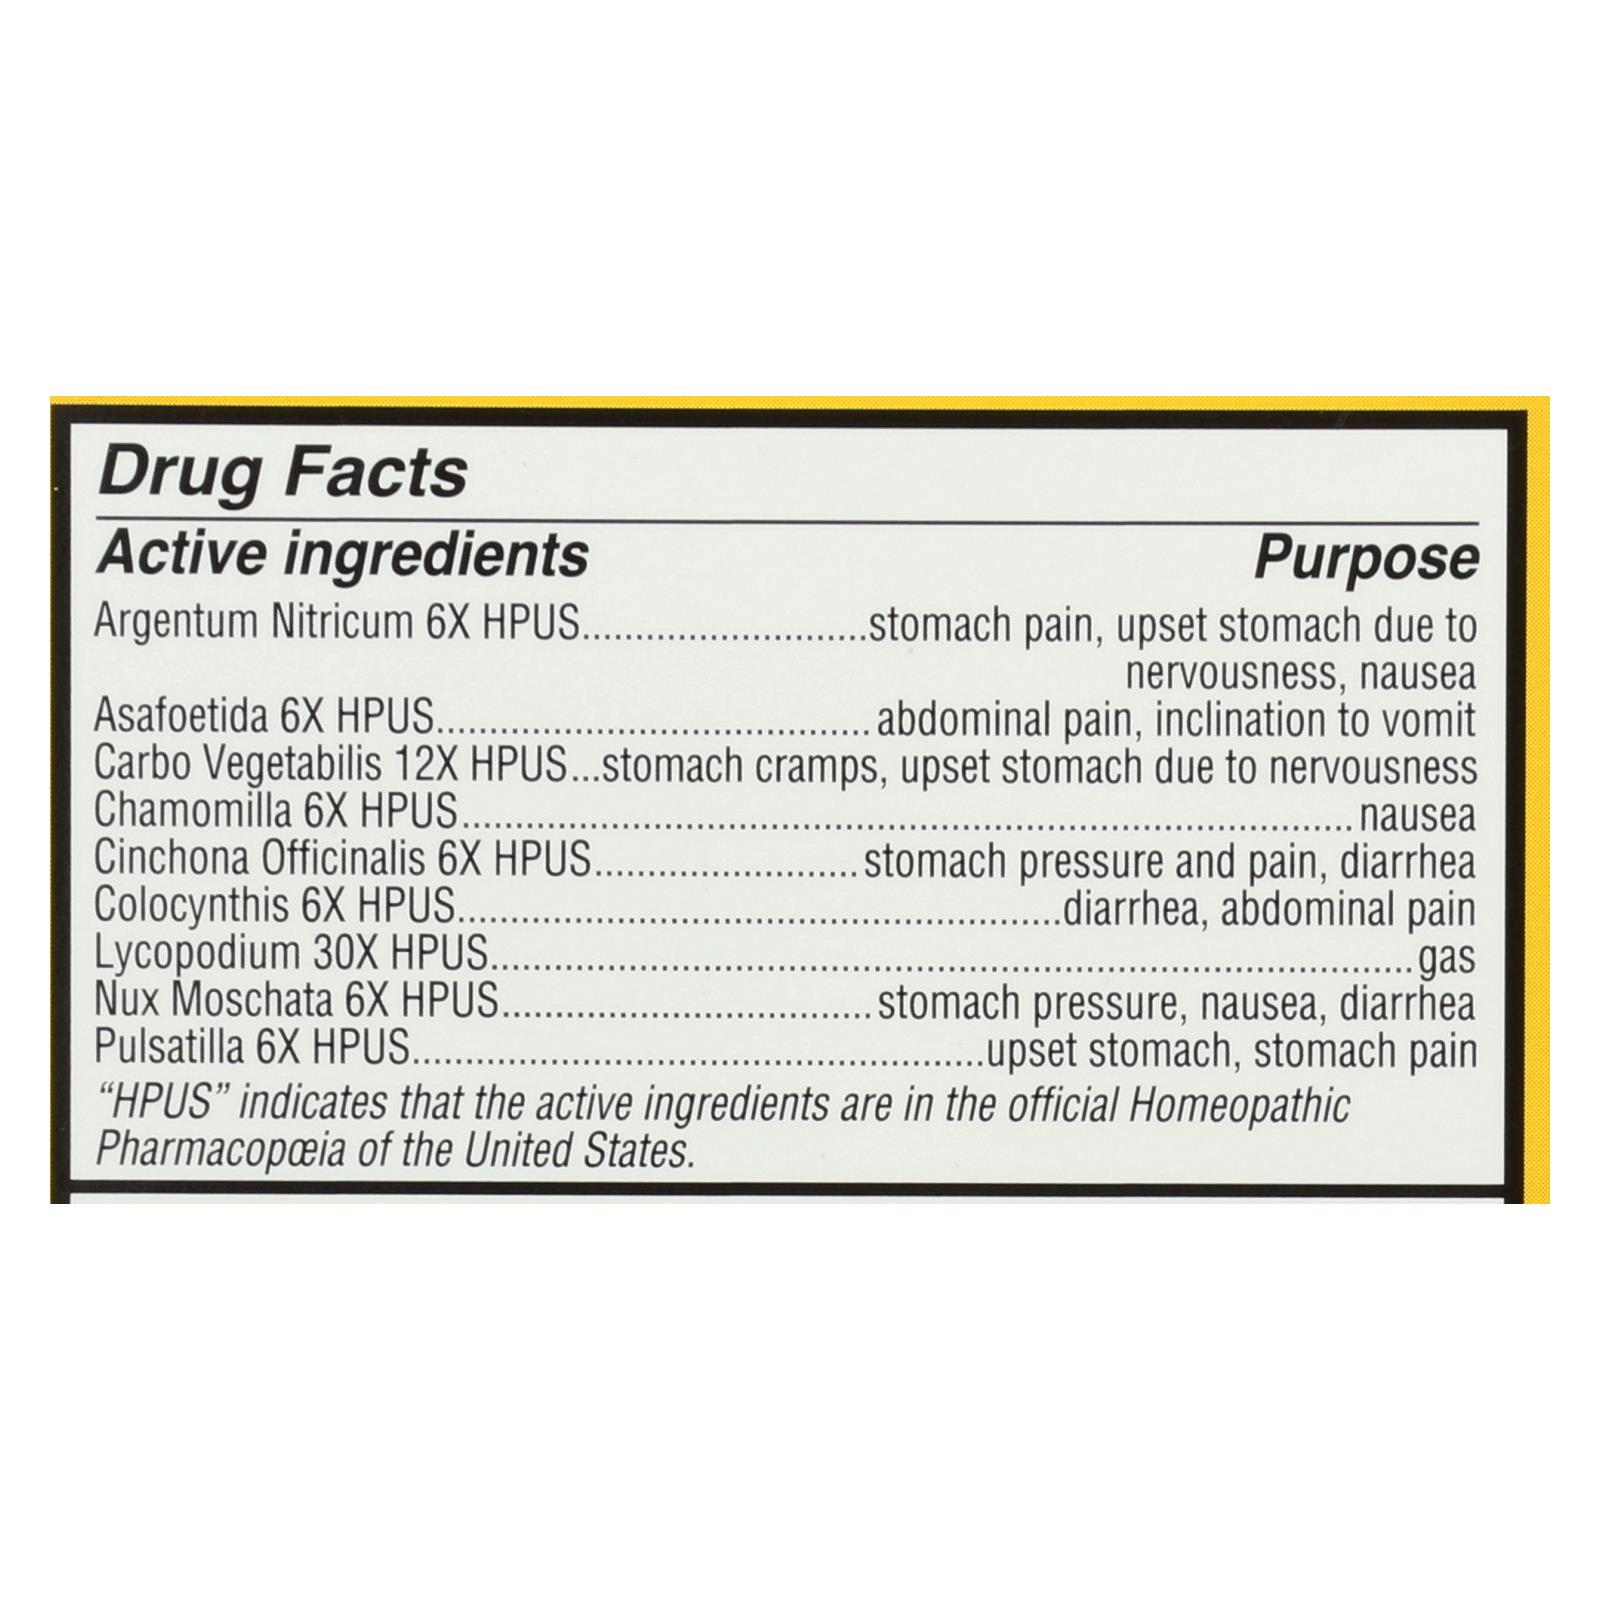 Drug Facts
Active ingredients Purpose
Argentum Nitricum 6X HPUS...........................stomach pain, upset stomach due to
nervousness, nausea
Asafoetida 6X HPUS.........................................abdominal pain, inclination to vomit
Carbo Vegetabilis 12X HPUS...stomach cramps, upset stomach due to nervousness
Chamomilla 6X HPUS....................................................................................nausea
Cinchona Officinalis 6X HPUS.........................stomach pressure and pain, diarrhea
Colocynthis 6X HPUS.........................................................diarrhea, abdominal pain
Lycopodium 30X HPUS.......................................................................................gas
Nux Moschata 6X HPUS...................................stomach pressure, nausea, diarrhea
Pulsatilla 6X HPUS......................................................upset stomach, stomach pain
“HPUS” indicates that the active ingredients are in the official Homeopathic
Pharmacopœia of the United States.